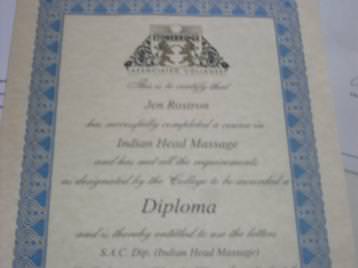 ASSOCIATED COLLEGES
This is to certify that
Jen Rostron
has successfully completed a course in
Indian Head Massage
and has met all the requirements
as designated by the College to be awarded a
Diploma
and is thereby entitled to use the letters
S.A.C. Dip. (Indian Head Massage)